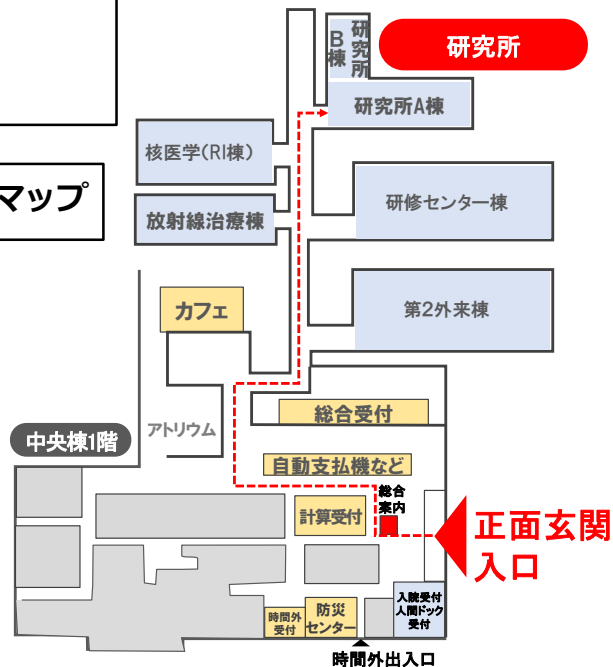 研究所
B棟
研究所
研究所A棟
核医学(RI棟)
マップ
研修センター棟
放射線治療棟
カフェ
第2外来棟
総合受付
アトリウム
中央棟1階
自動支払機など
総合
案内
計算受付
正面玄関
入口
入院受付
人間ドック
受付
時間外
受付
防災
センター
時間外出入口